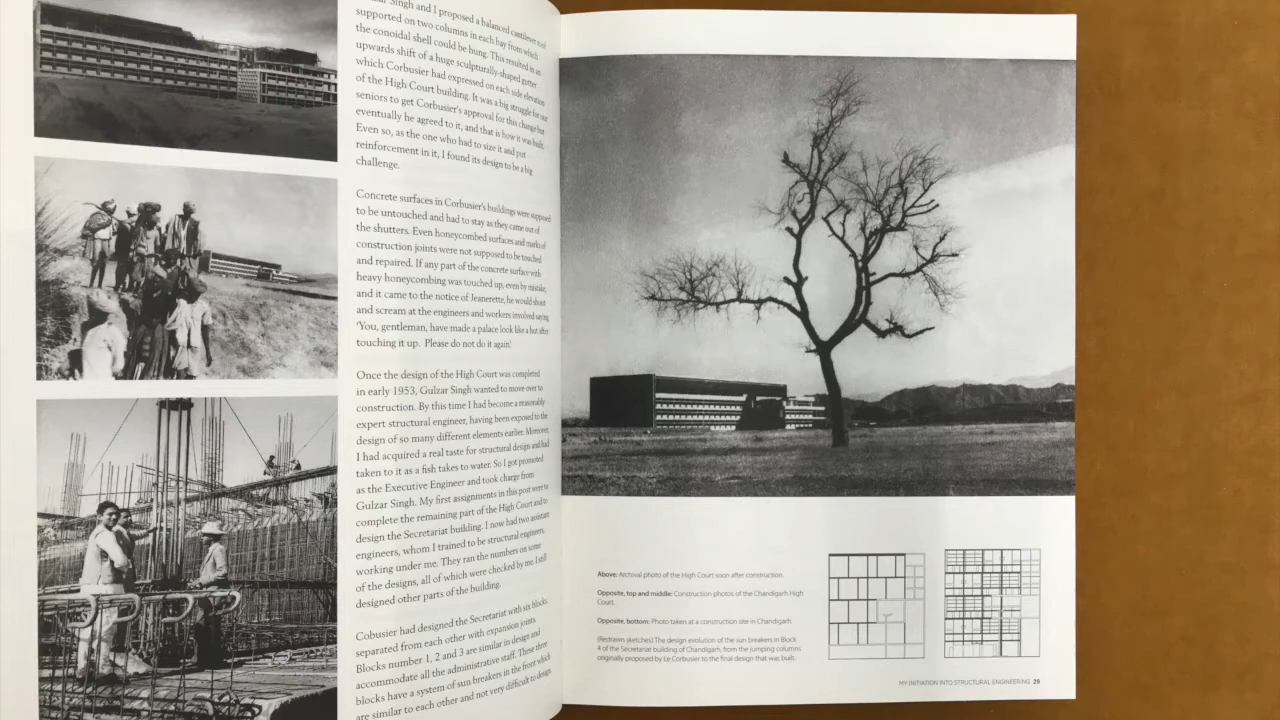 Singh and I proposed a balanced cantilever roof
supported on two columns in each bay from which
the conoidal shell could be hung. This resulted in an
upwards shift of a huge sculpturally-shaped gutter
which Corbusier had expressed on each side elevation
of the High Court building. It was a big struggle for our
seniors to get Corbusier's approval for this change but
eventually he agreed to it, and that is how it was built.
Even so, as the one who had to size it and put
reinforcement in it, I found its design to be a big
challenge.
Concrete surfaces in Corbusier's buildings were supposed
to be untouched and had to stay as they came out of
the shutters. Even honeycombed surfaces and marks of
construction joints were not supposed to be touched
and repaired. If any part of the concrete surface with
heavy honeycombing was touched up, even by mistake,
and it came to the notice of Jeanerette, he would shout
and scream at the engineers and workers involved saying,
'You, gentleman, have made a palace look like a hut after
touching it up. Please do not do it again.'
Once the design of the High Court was completed
in early 1953, Gulzar Singh wanted to move over to
construction. By this time I had become a reasonably
expert structural engineer, having been exposed to the
design of so many different elements earlier. Moreover,
I had acquired a real taste for structural design and had
taken to it as a fish takes to water. So I got promoted
as the Executive Engineer and took charge from
Gulzar Singh. My first assignments in this post were to
complete the remaining part of the High Court and to
design the Secretariat building. I now had two assistant
engineers, whom I trained to be structural engineers,
working under me. They ran the numbers on some
of the designs, all of which were checked by me. I still
designed other parts of the building.
Cobusier had designed the Secretariat with six blocks
separated from each other with expansion joints.
Blocks number 1, 2 and 3 are similar in design and
accommodate all the administrative staff. These three
blocks have a system of sun breakers in the front which
are similar to each other and not very difficult to design.
Above: Archival photo of the High Court soon after construction.
Opposite, top and middle: Construction photos of the Chandigarh High
Court.
Opposite, bottom: Photo taken at a construction site in Chandigarh.
(Redrawn sketches) The design evolution of the sun breakers in Block
4 of the Secretariat building of Chandigarh, from the jumping columns
originally proposed by Le Corbusier to the final design that was built.
MY INITIATION INTO STRUCTURAL ENGINEERING 29